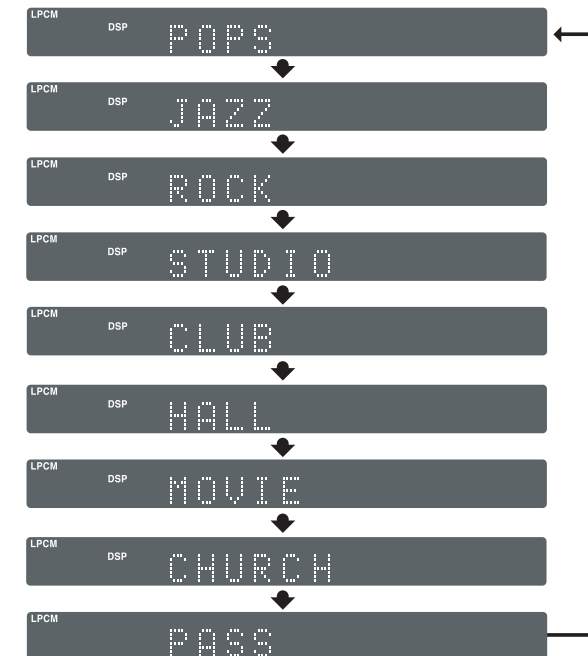 LPCM
DSP
POPS
LPCM
DSP
JAZZ
LPCM
DSP
ROCK
LPCM
DSP
STUDIO
LPCM
DSP
CLUB
LPCM
DSP
HALL
LPCM
DSP
MOVIE
LPCM
DSP
CHURCH
LPCM
PASS